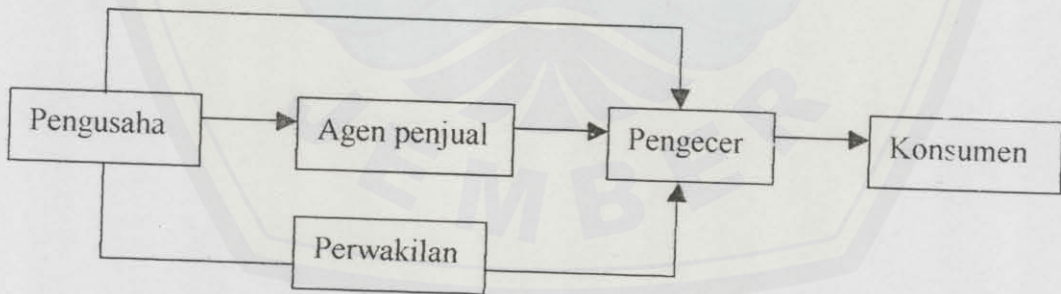 Pengusaha
Agen penjual
Pengecer
Konsumen
Perwakilan